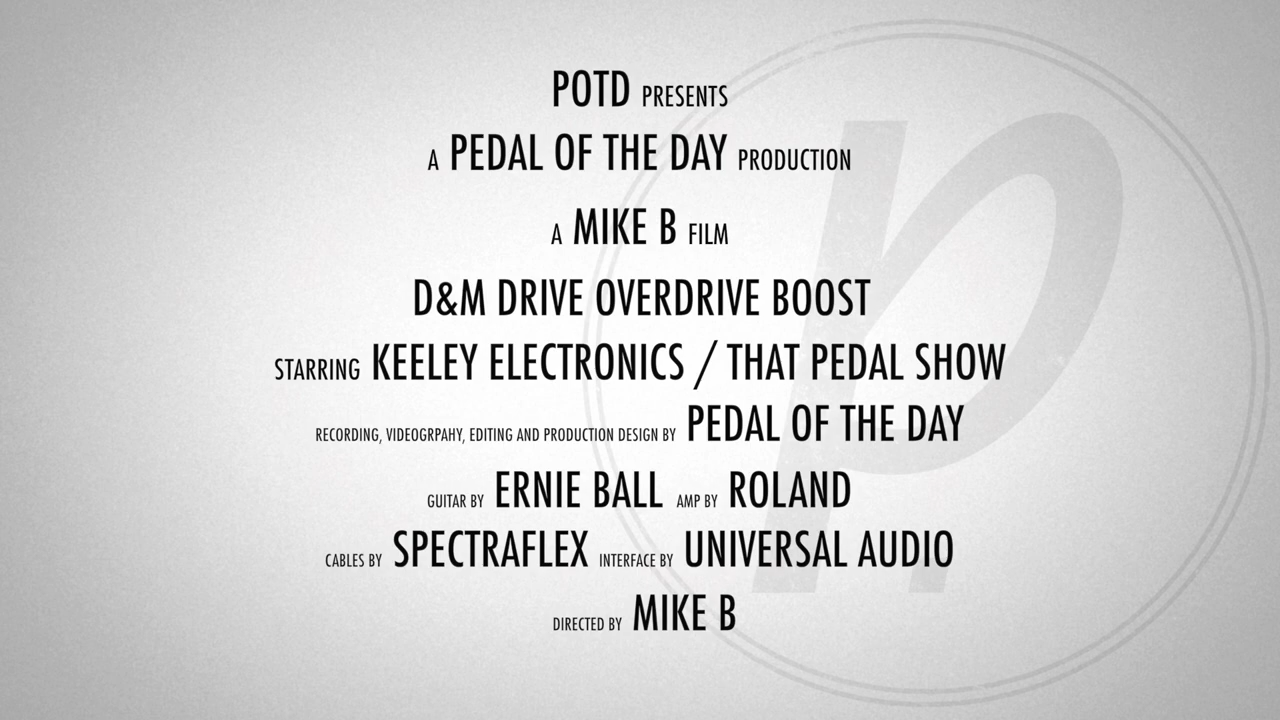 POTD PRESENTS
A PEDAL OF THE DAY PRODUCTION
A MIKE B FILM
D&M DRIVE OVERDRIVE BOOST
STARRING KEELEY ELECTRONICS / THAT PEDAL SHOW
RECORDING, VIDEOGRPAHY, EDITING AND PRODUCTION DESIGN BY PEDAL OF THE DAY
GUITAR BY ERNIE BALL AMP BY ROLAND
CABLES BY SPECTRAFLEX INTERFACE BY UNIVERSAL AUDIO
DIRECTED BY MIKE B
p